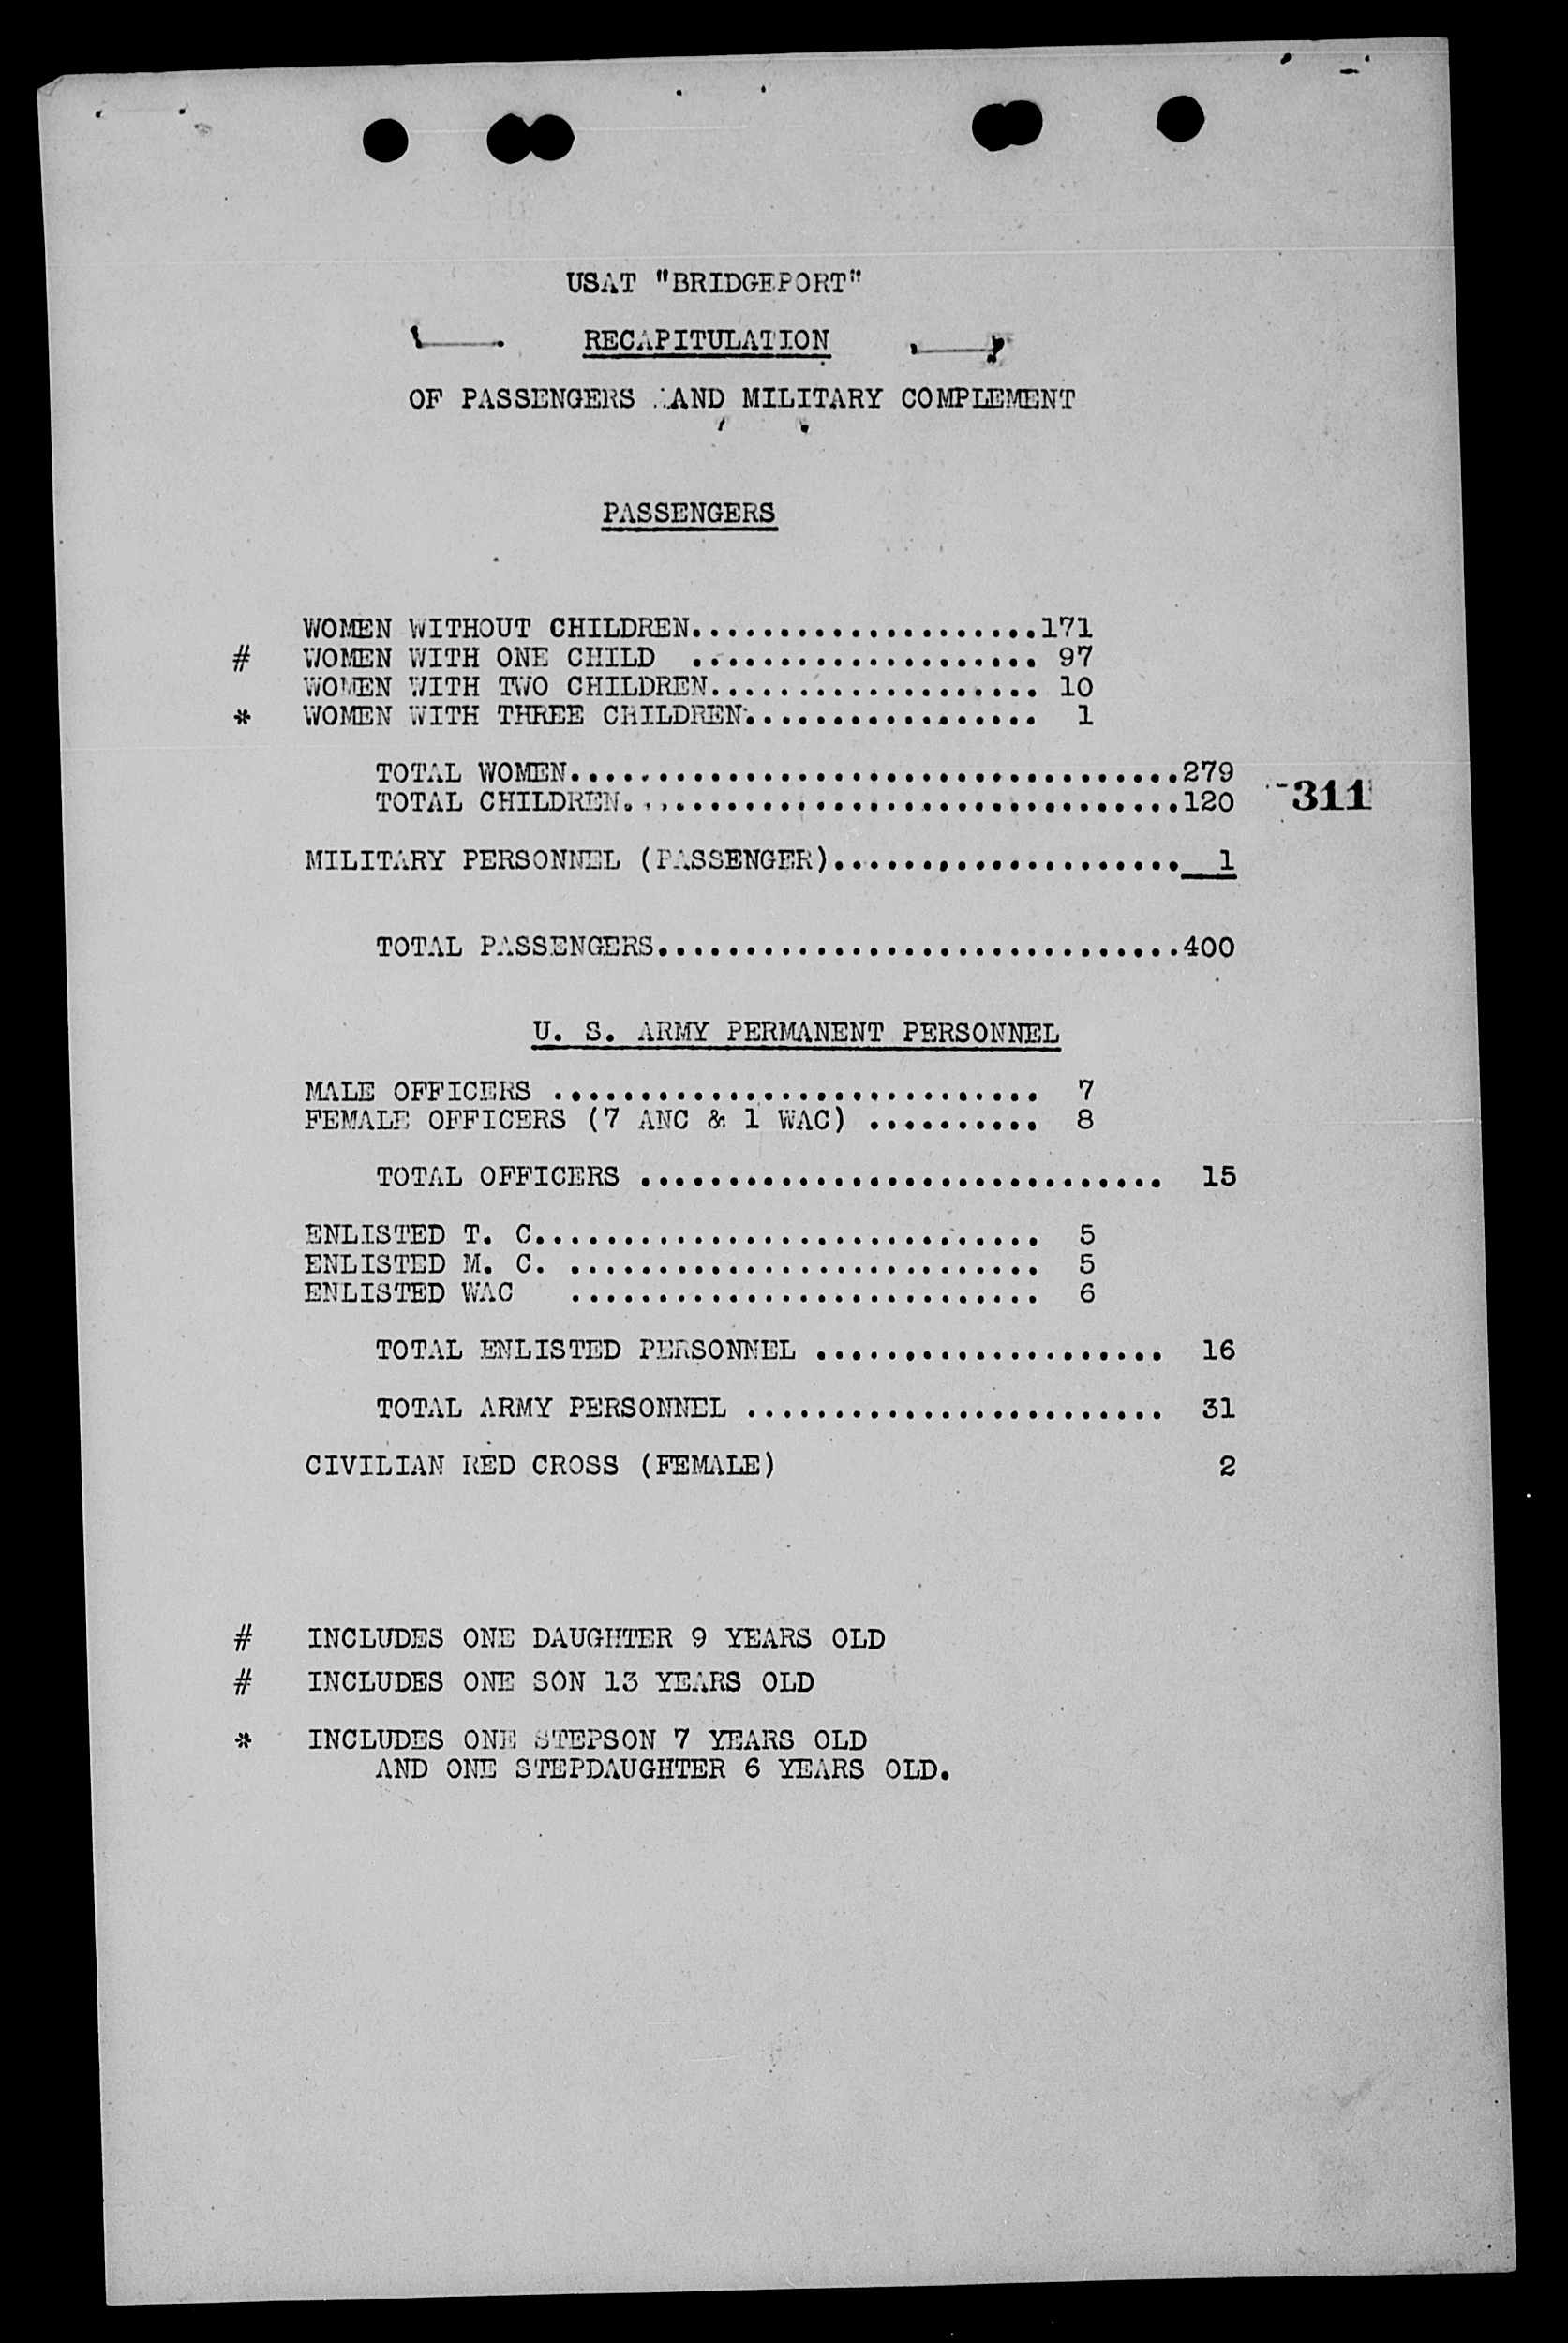 USAT "BRIDGEPORT"
RECAPITULATION
OF PASSENGERS AND MILITARY COMPLEMENT
PASSENGERS
WOMEN WITHOUT CHILDREN....................171
# WOMEN WITH ONE CHILD .................... 97
WOMEN WITH TWO CHILDREN................... 10
* WOMEN WITH THREE CHILDREN................. 1
TOTAL WOMEN...................................279
TOTAL CHILDREN................................120
311
MILITARY PERSONNEL (PASSENGER).................... 1
TOTAL PASSENGERS..............................400
U. S. ARMY PERMANENT PERSONNEL
MALE OFFICERS ............................ 7
FEMALE OFFICERS (7 ANC & 1 WAC) .......... 8
TOTAL OFFICERS .............................. 15
ENLISTED T. C............................. 5
ENLISTED M. C. ........................... 5
ENLISTED WAC ........................... 6
TOTAL ENLISTED PERSONNEL .................... 16
TOTAL ARMY PERSONNEL ........................ 31
CIVILIAN RED CROSS (FEMALE) 2
# INCLUDES ONE DAUGHTER 9 YEARS OLD
# INCLUDES ONE SON 13 YEARS OLD
* INCLUDES ONE STEPSON 7 YEARS OLD
AND ONE STEPDAUGHTER 6 YEARS OLD.